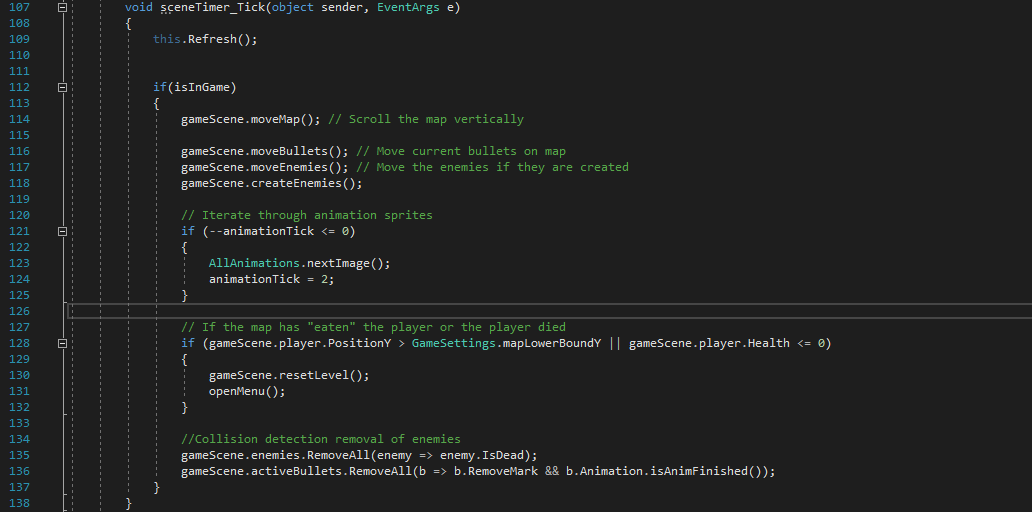 107 void sceneTimer_Tick(object sender, EventArgs e)
108 {
109 this.Refresh();
110
111
112 if(isInGame)
113 {
114 gameScene.moveMap(); // Scroll the map vertically
115
116 gameScene.moveBullets(); // Move current bullets on map
117 gameScene.moveEnemies(); // Move the enemies if they are created
118 gameScene.createEnemies();
119
120 // Iterate through animation sprites
121 if (--animationTick <= 0)
122 {
123 AllAnimations.nextImage();
124 animationTick = 2;
125 }
126
127 // If the map has "eaten" the player or the player died
128 if (gameScene.player.PositionY > GameSettings.mapLowerBoundY || gameScene.player.Health <= 0)
129 {
130 gameScene.resetLevel();
131 openMenu();
132 }
133
134 //Collision detection removal of enemies
135 gameScene.enemies.RemoveAll(enemy => enemy.IsDead);
136 gameScene.activeBullets.RemoveAll(b => b.RemoveMark && b.Animation.isAnimFinished());
137 }
138 }